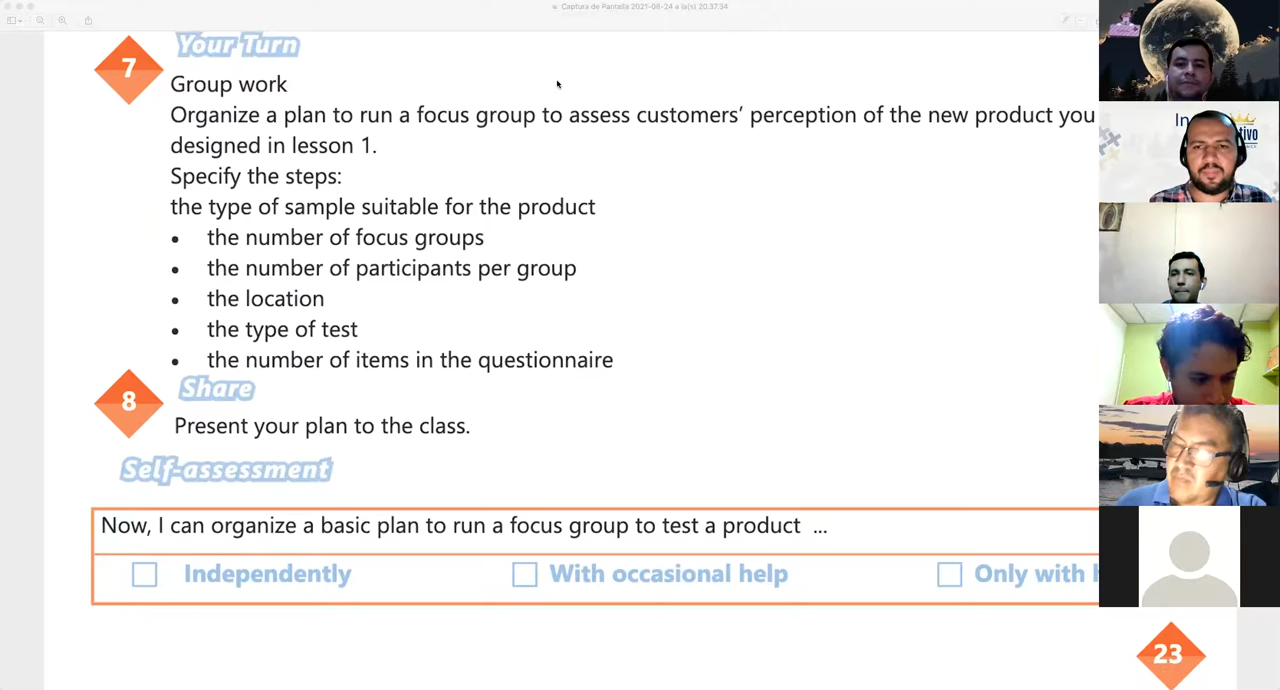 Captura de Pantalla 2021-08-24 a la(s) 20.37.34
7
Your Turn
Group work
Organize a plan to run a focus group to assess customers’ perception of the new product you
designed in lesson 1.
Specify the steps:
the type of sample suitable for the product
• the number of focus groups
• the number of participants per group
• the location
• the type of test
• the number of items in the questionnaire
8
Share
Present your plan to the class.
Self-assessment
Now, I can organize a basic plan to run a focus group to test a product ...
Independently
With occasional help
Only with
23
In
tivo